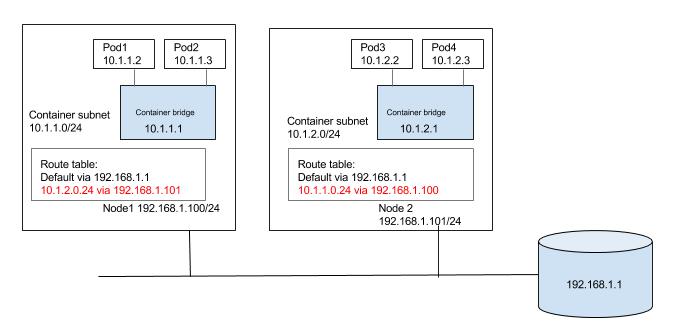 Pod1
10.1.1.2
Pod2
10.1.1.3
Container subnet
10.1.1.0/24
Container bridge
10.1.1.1
Route table:
Default via 192.168.1.1
10.1.2.0.24 via 192.168.1.101
Node1 192.168.1.100/24
Pod3
10.1.2.2
Pod4
10.1.2.3
Container subnet
10.1.2.0/24
Container bridge
10.1.2.1
Route table:
Default via 192.168.1.1
10.1.1.0.24 via 192.168.1.100
Node 2
192.168.1.101/24
192.168.1.1